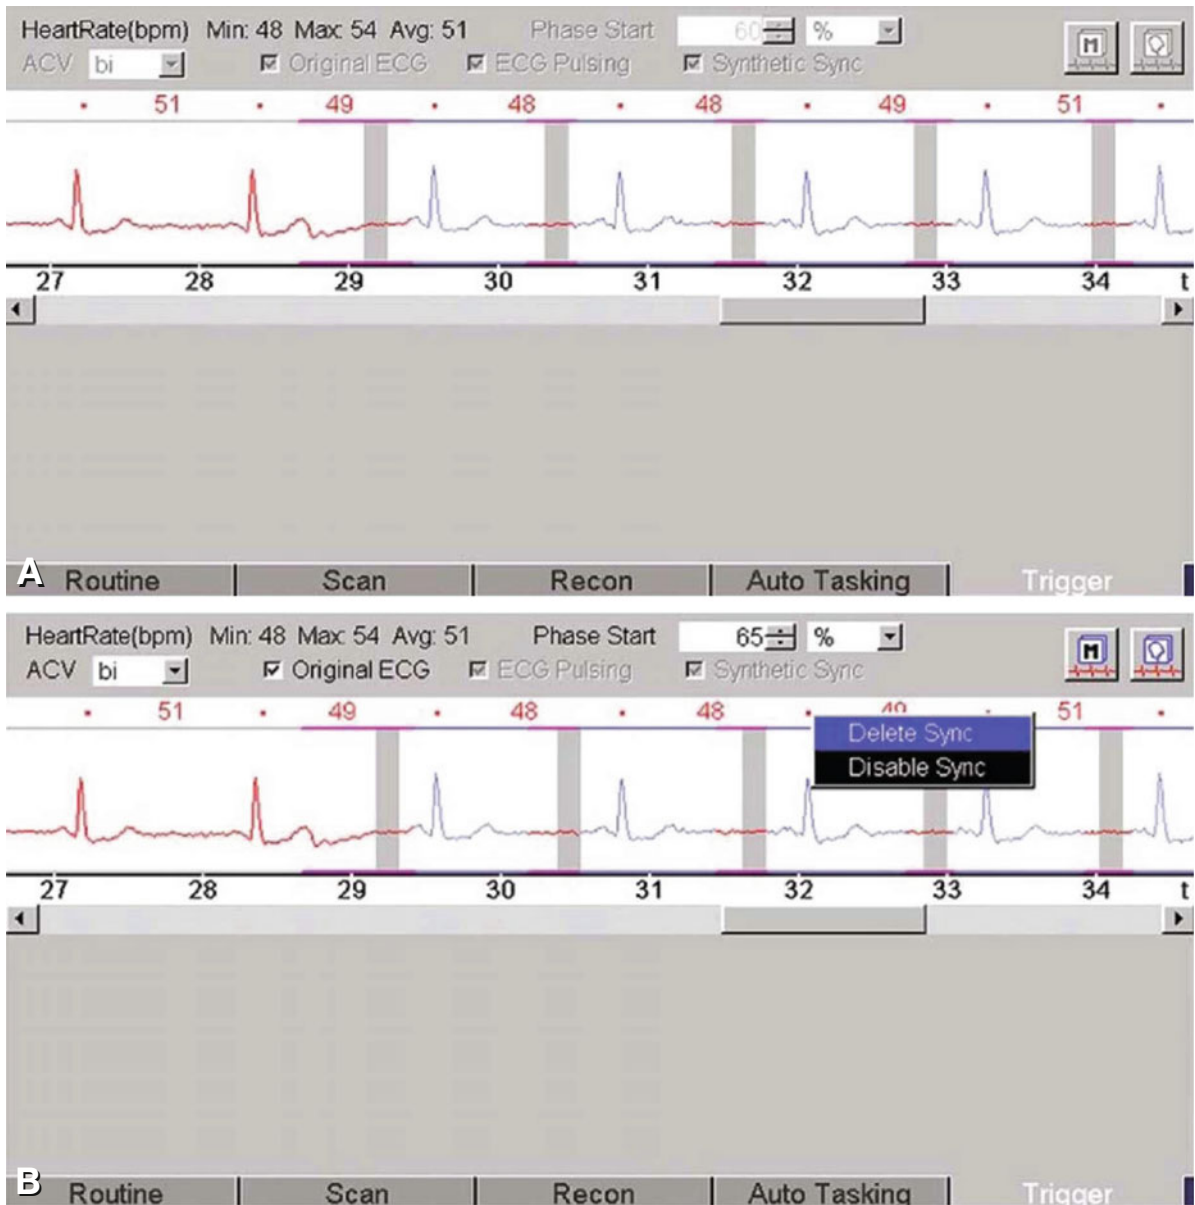 HeartRate(bpm) Min: 48 Max: 54 Avg: 51 Phase Start 60 %
ACV bi Original ECG ECG Pulsing Synthetic Sync
M
51 49 48 48 49 51
27 28 29 30 31 32 33 34 t
A Routine Scan Recon Auto Tasking Trigger
HeartRate(bpm) Min: 48 Max: 54 Avg: 51 Phase Start 65 %
ACV bi Original ECG ECG Pulsing Synthetic Sync
M
51 49 48 48 49 51
Delete Sync
Disable Sync
27 28 29 30 31 32 33 34 t
B Routine Scan Recon Auto Tasking Trigger